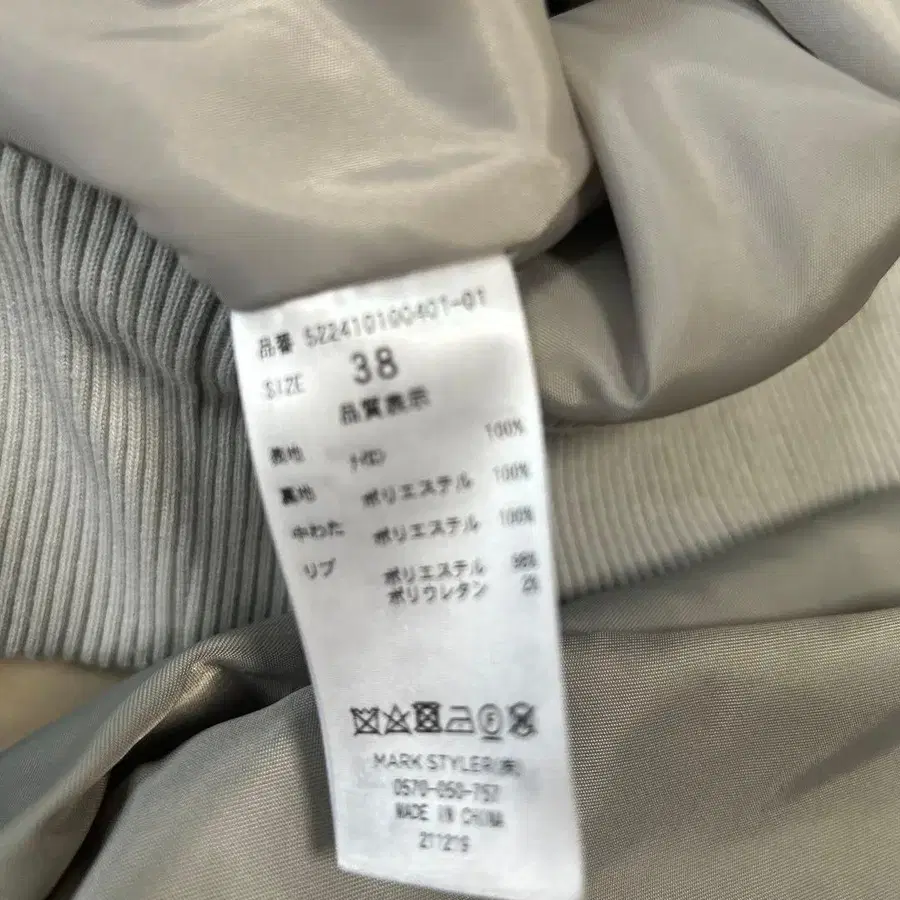 品番 5224101900401-01
SIZE 38
品質表示
表地 ナイロン 100%
裏地 ポリエステル 100%
中わた ポリエステル 100%
リブ ポリエステル 98%
ポリウレタン 2%
MARK STYLER(株)
0570-050-757
MADE IN CHINA
211219